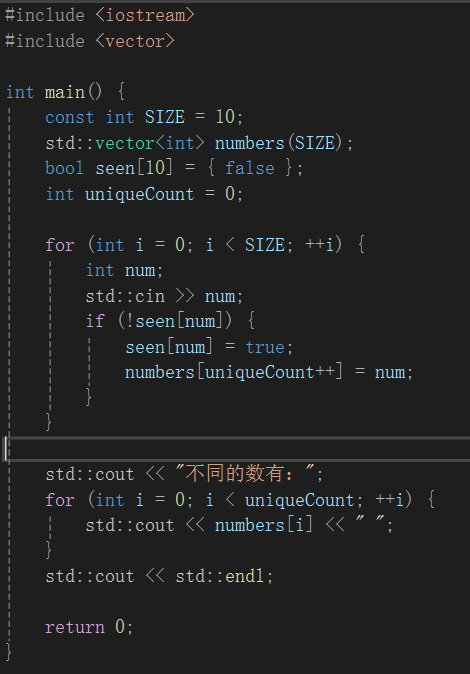 #include <iostream>
#include <vector>
int main() {
const int SIZE = 10;
std::vector<int> numbers(SIZE);
bool seen[10] = { false };
int uniqueCount = 0;
for (int i = 0; i < SIZE; ++i) {
int num;
std::cin >> num;
if (!seen[num]) {
seen[num] = true;
numbers[uniqueCount++] = num;
}
}
std::cout << "不同的数有：";
for (int i = 0; i < uniqueCount; ++i) {
std::cout << numbers[i] << " ";
}
std::cout << std::endl;
return 0;
}